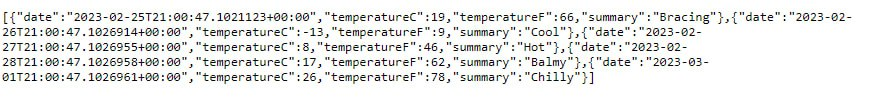 [{"date":"2023-02-25T21:00:47.1021123+00:00","temperatureC":19,"temperatureF":66,"summary":"Bracing"},{"date":"2023-02-
26T21:00:47.1026914+00:00","temperatureC":-13,"temperatureF":9,"summary":"Cool"},{"date":"2023-02-
27T21:00:47.1026955+00:00","temperatureC":8,"temperatureF":46,"summary":"Hot"},{"date":"2023-02-
28T21:00:47.1026958+00:00","temperatureC":17,"temperatureF":62,"summary":"Balmy"},{"date":"2023-03-
01T21:00:47.1026961+00:00","temperatureC":26,"temperatureF":78,"summary":"Chilly"}]